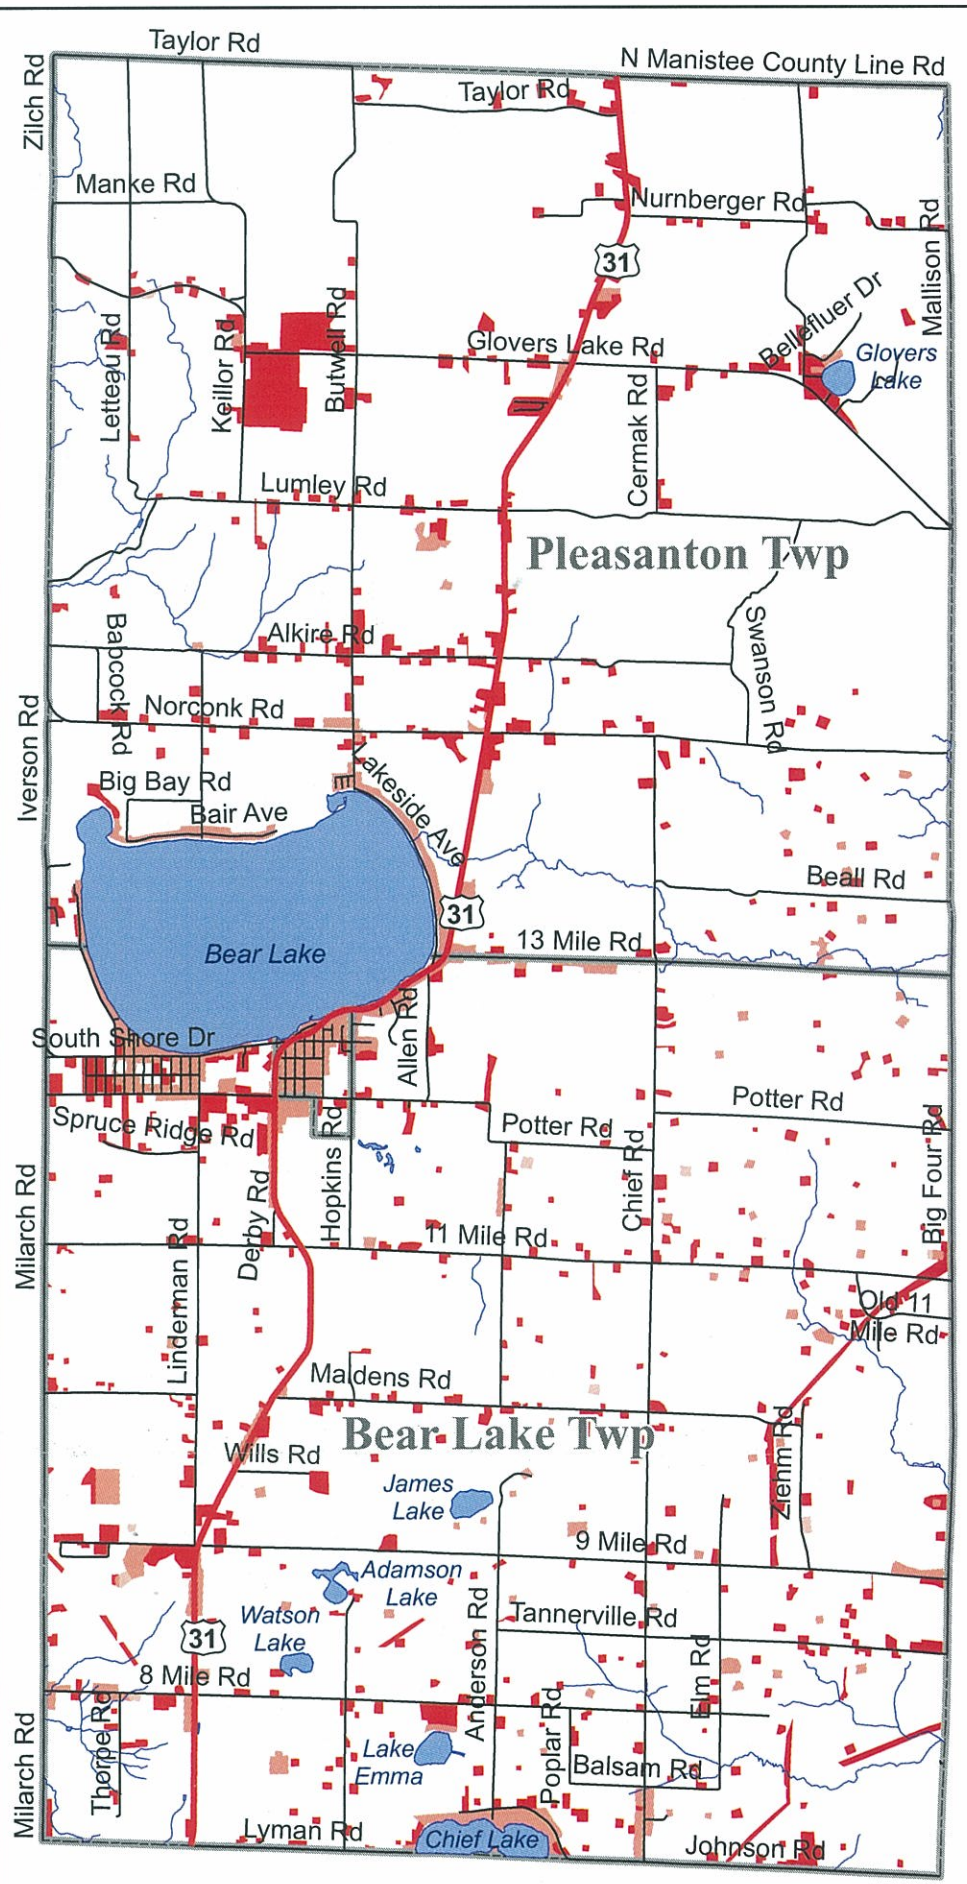 Taylor Rd
N Manistee County Line Rd
Zilch Rd
Taylor Rd
Manke Rd
Nurnberger Rd
Mallison Rd
31
Bellefluer Dr
Letteau Rd
Keillor Rd
Butwell Rd
Glovers Lake Rd
Glovers
Lake
Cermak Rd
Lumley Rd
Pleasanton Twp
Babcock Rd
Alkire Rd
Swanson Rd
Iverson Rd
Norconk Rd
Big Bay Rd
Bair Ave
E Lakeside Ave
Beall Rd
31
13 Mile Rd
Bear Lake
South Shore Dr
Allen Rd
Potter Rd
Spruce Ridge Rd
Hopkins Rd
Potter Rd
Chief Rd
Big Four Rd
Milarch Rd
Linderman Rd
Derby Rd
11 Mile Rd
Old 11
Mile Rd
Maidens Rd
Bear Lake Twp
Wills Rd
Ziehm Rd
James
Lake
9 Mile Rd
Adamson
Lake
Watson
Lake
Anderson Rd
Tannerville Rd
31
8 Mile Rd
Elm Rd
Milarch Rd
Thorpe Rd
Lake
Emma
Poplar Rd
Balsam Rd
Lyman Rd
Chief Lake
Johnson Rd